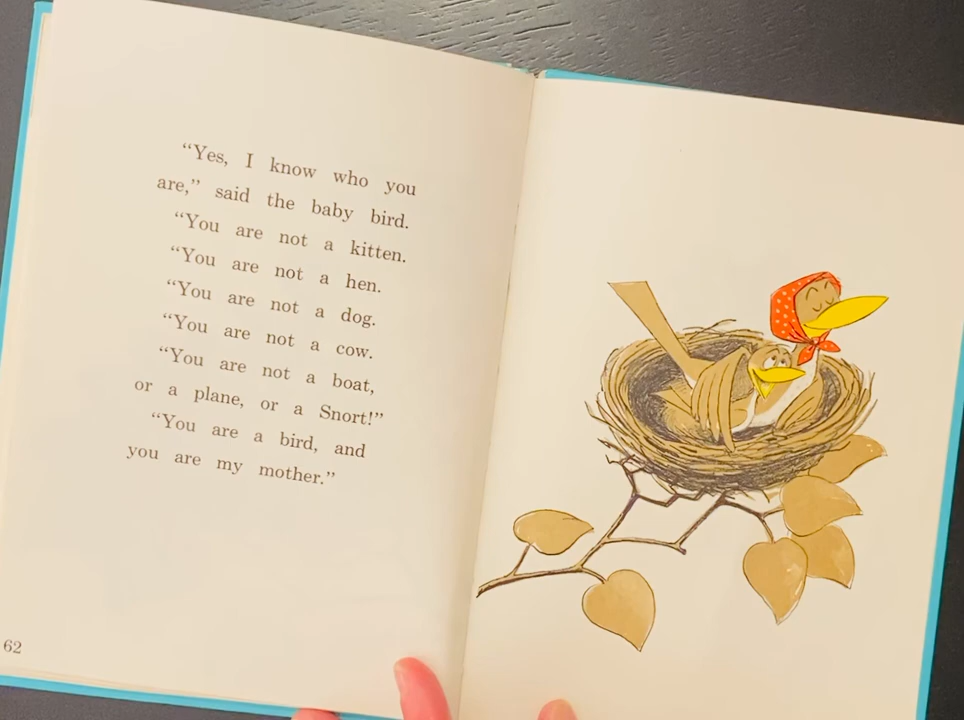 “Yes, I know who you
are,” said the baby bird.
“You are not a kitten.
“You are not a hen.
“You are not a dog.
“You are not a cow.
“You are not a boat,
or a plane, or a Snort!”
“You are a bird, and
you are my mother.”
62